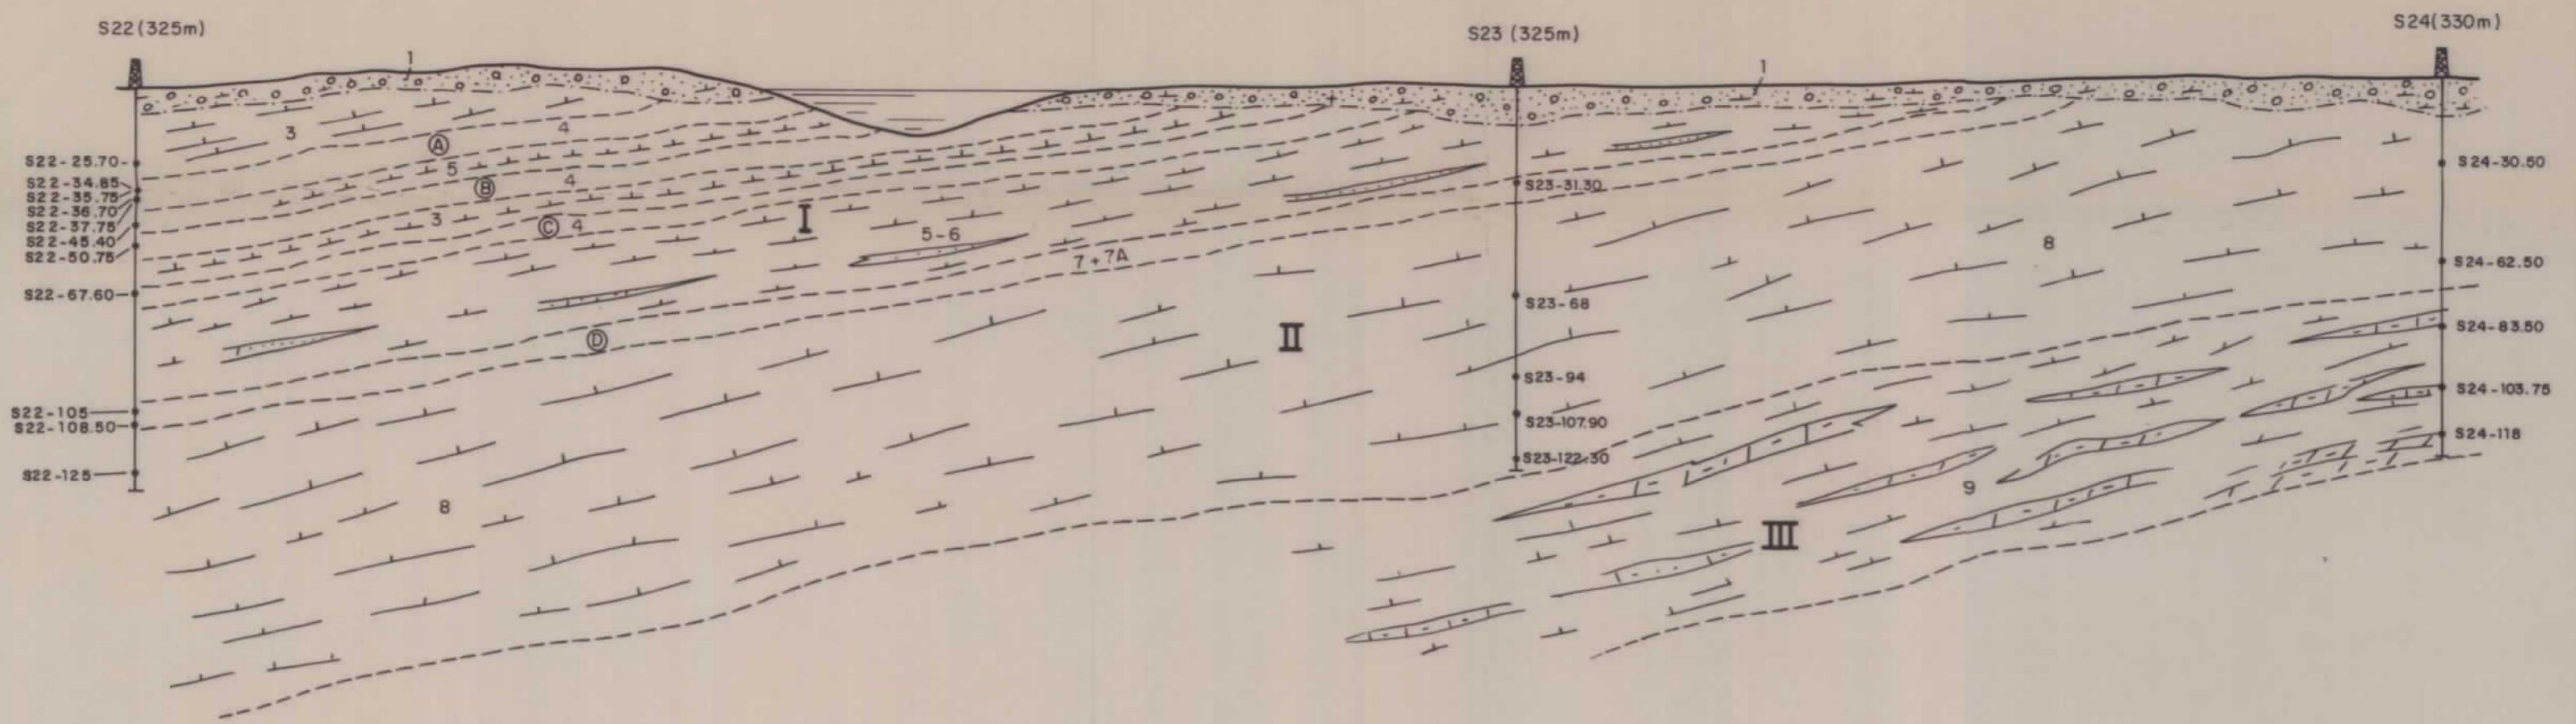 S22 (325m)
S23 (325m)
S24 (330m)
1
1
3
4
Ⓐ
5
Ⓑ
4
3
Ⓒ
4
I
5-6
7+7A
Ⓓ
II
8
8
9
III
S22-25.70
S22-34.85
S22-35.75
S22-36.70
S22-37.75
S22-45.40
S22-50.75
S22-67.60
S22-105
S22-108.50
S22-125
S23-31.30
S23-68
S23-94
S23-107.90
S23-122.30
S24-30.50
S24-62.50
S24-83.50
S24-103.75
S24-118